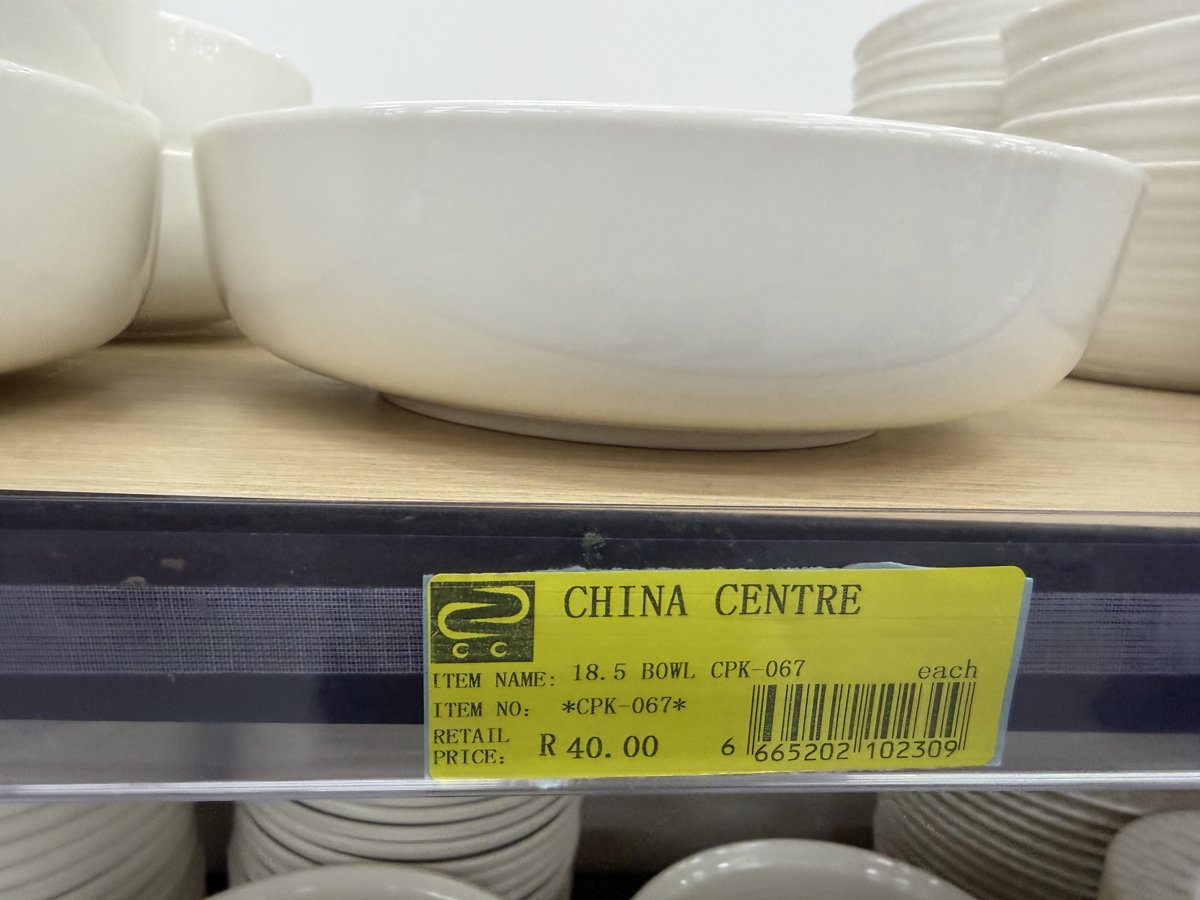 CHINA CENTRE
C C
ITEM NAME: 18.5 BOWL CPK-067
each
ITEM NO: *CPK-067*
RETAIL
PRICE: R 40.00
6 665202 102309